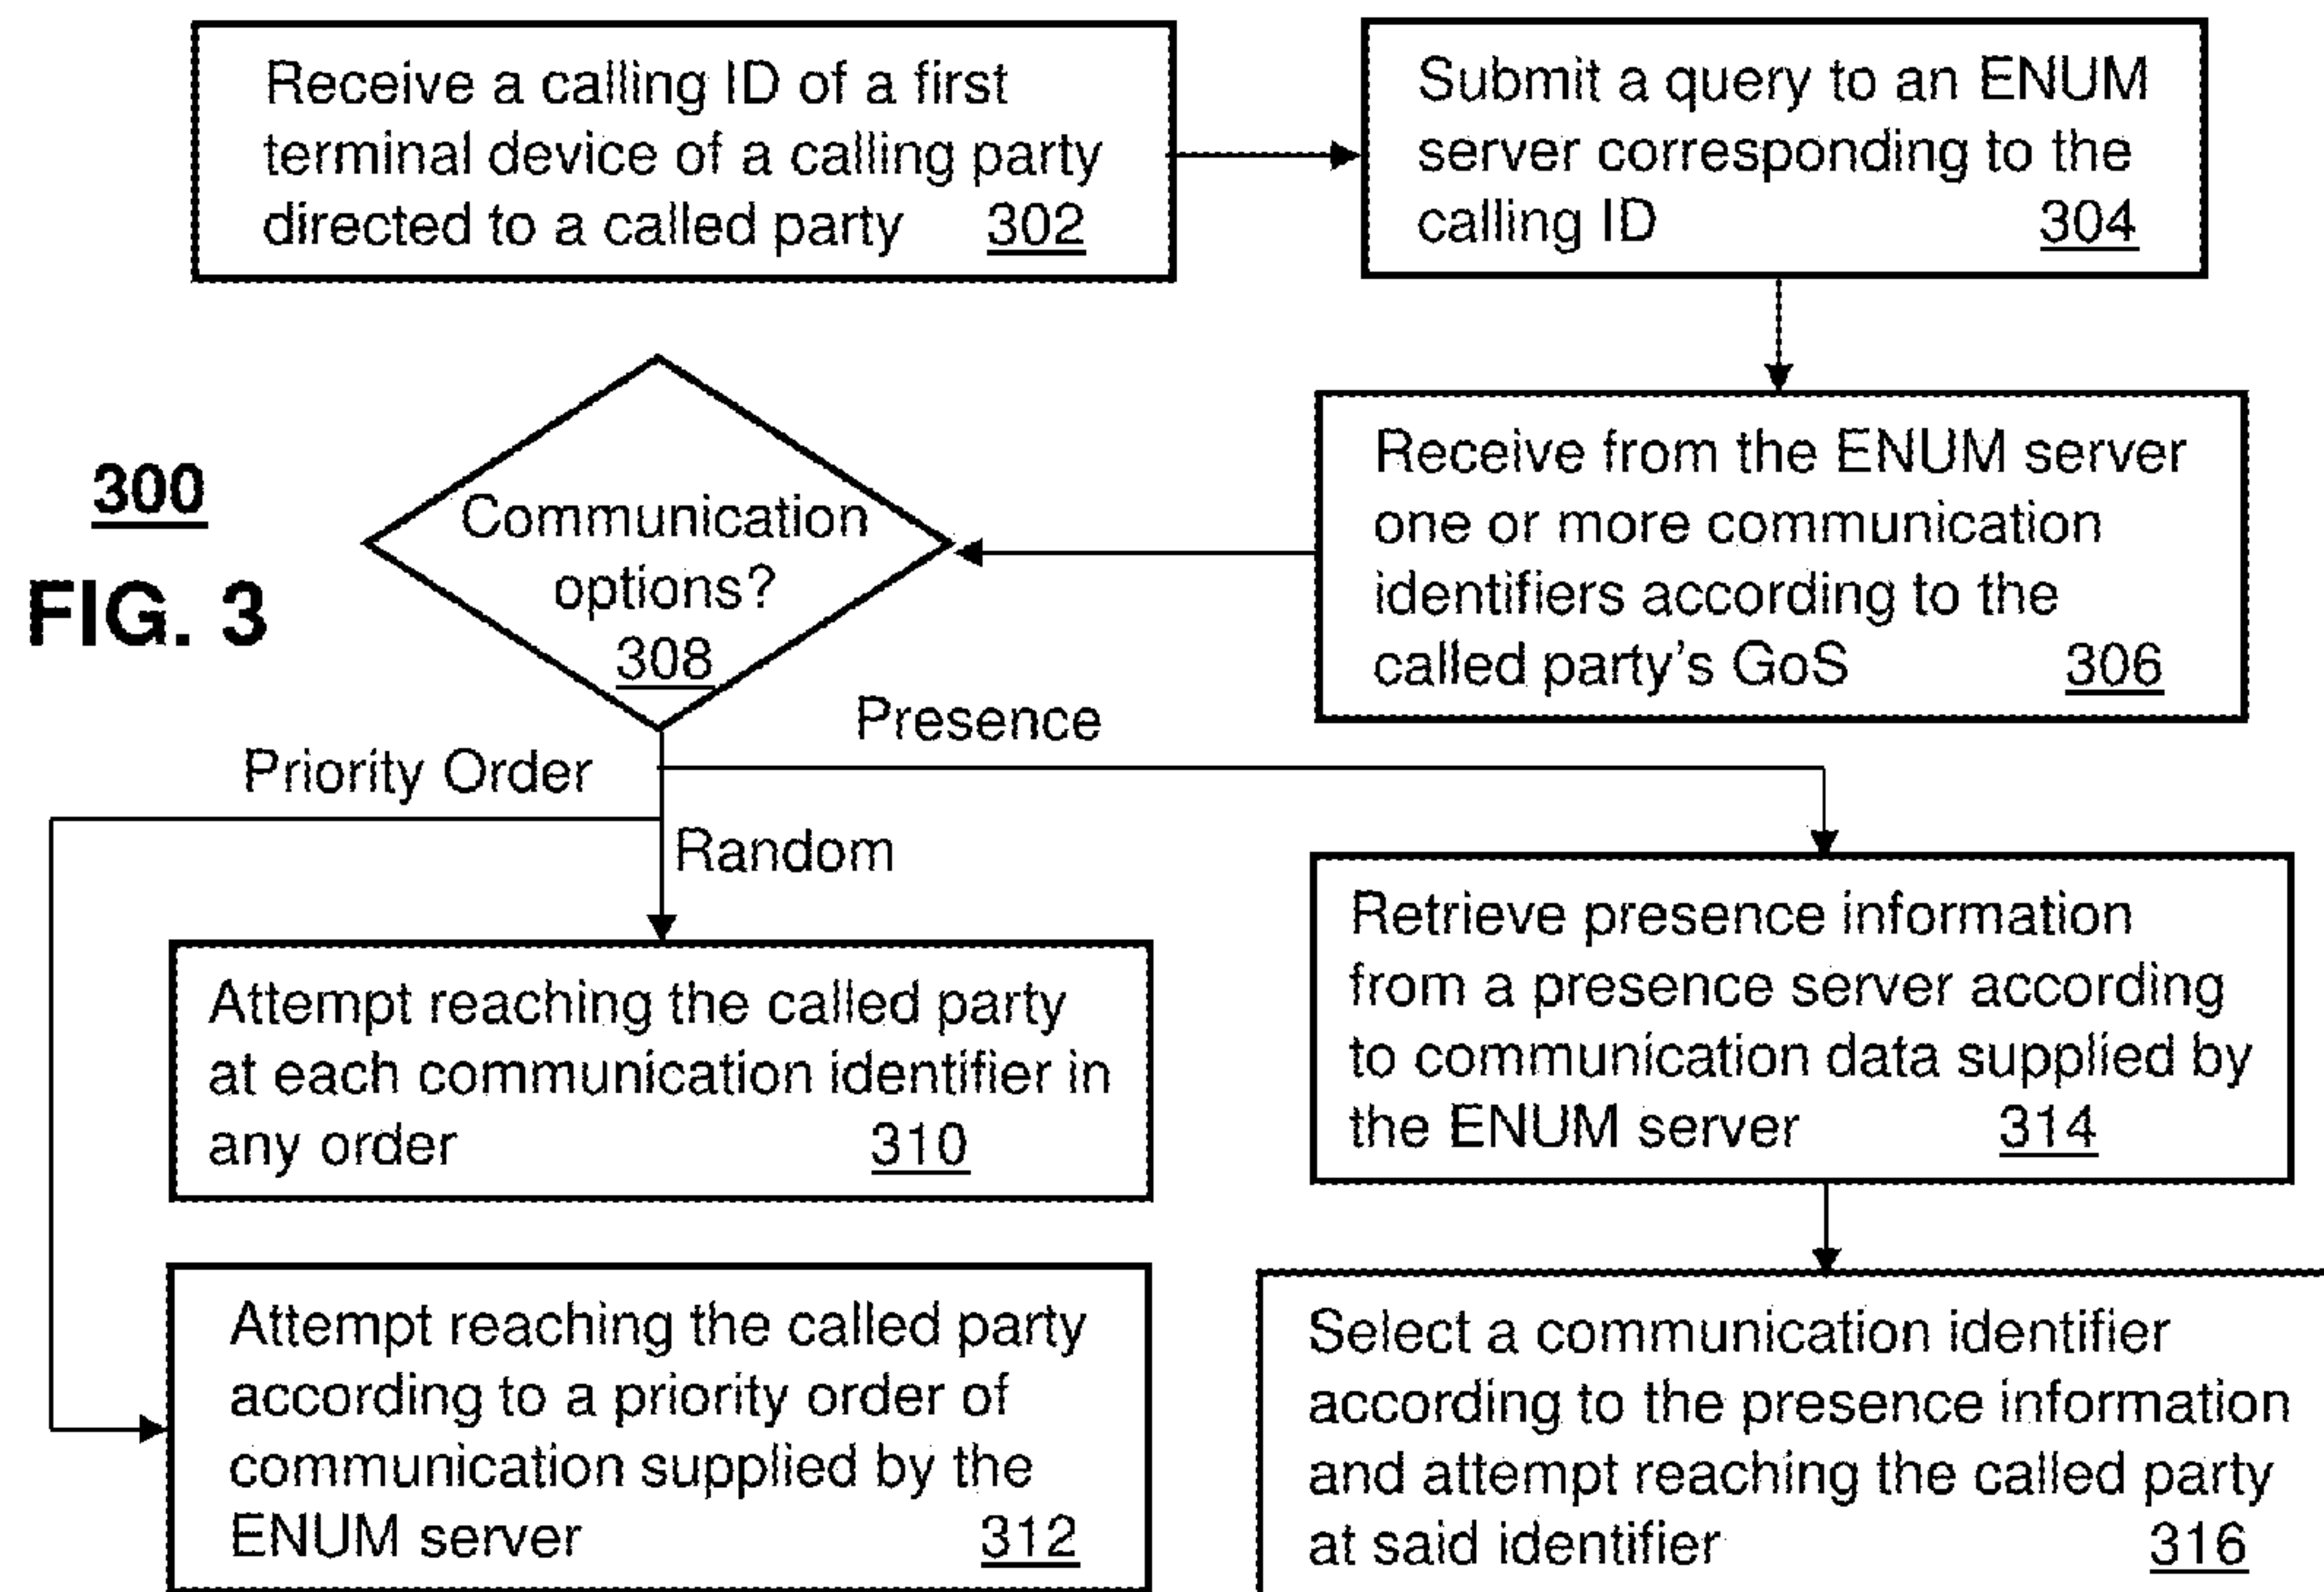 Receive a calling ID of a first
terminal device of a calling party
directed to a called party 302
Submit a query to an ENUM
server corresponding to the
calling ID 304
Receive from the ENUM server
one or more communication
identifiers according to the
called party's GoS 306
300
FIG. 3
Communication
options?
308
Presence
Priority Order
Random
Attempt reaching the called party
at each communication identifier in
any order 310
Retrieve presence information
from a presence server according
to communication data supplied by
the ENUM server 314
Attempt reaching the called party
according to a priority order of
communication supplied by the
ENUM server 312
Select a communication identifier
according to the presence information
and attempt reaching the called party
at said identifier 316